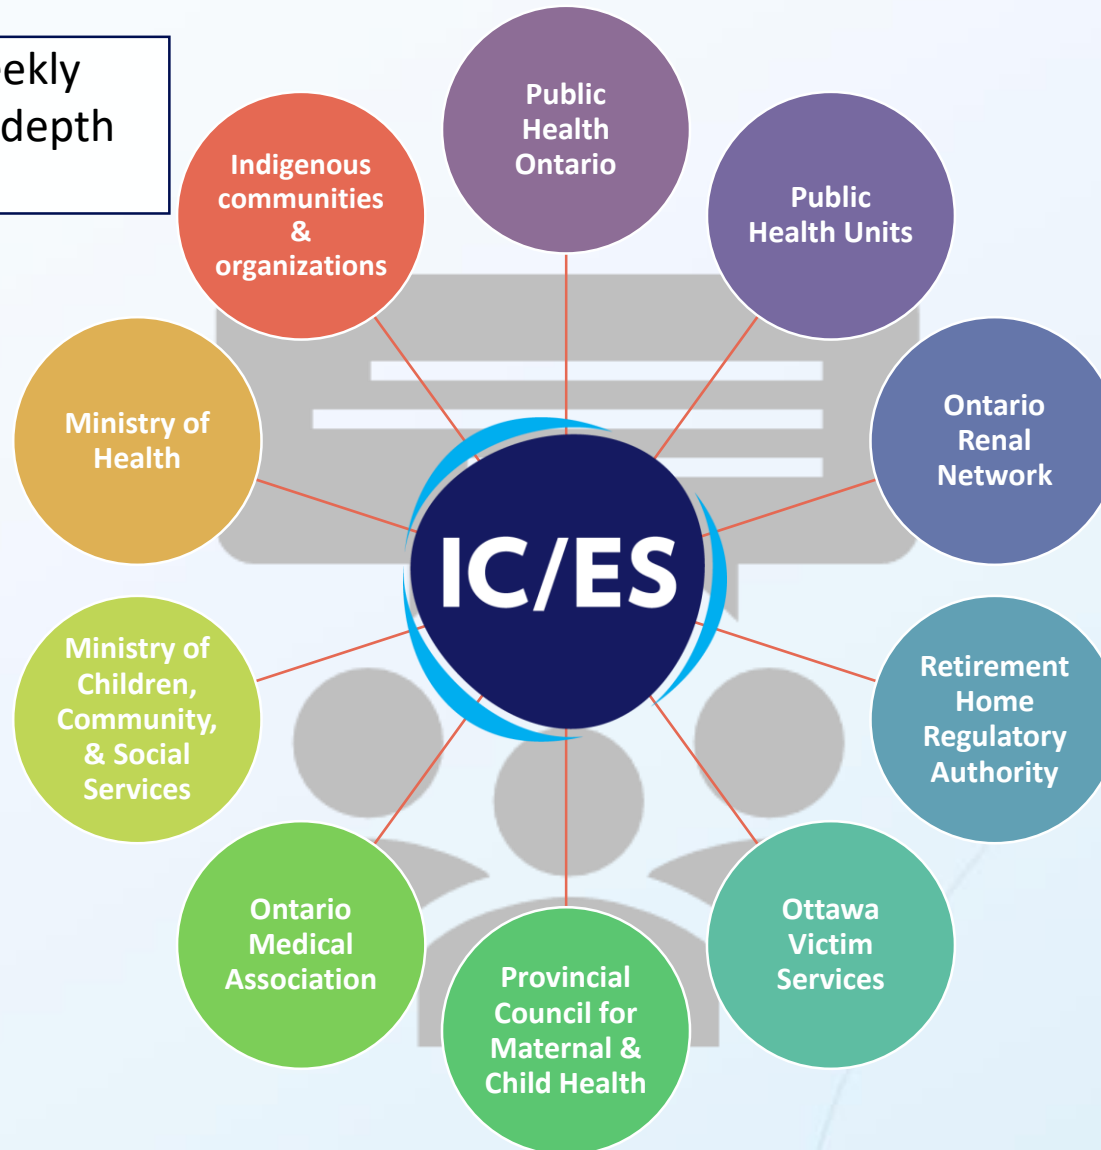 eekly
depth
Public
Health
Ontario
Public
Health Units
Ontario
Renal
Network
Retirement
Home
Regulatory
Authority
Ottawa
Victim
Services
Provincial
Council for
Maternal &
Child Health
Ontario
Medical
Association
Ministry of
Children,
Community,
& Social
Services
Ministry of
Health
Indigenous
communities
&
organizations
IC/ES